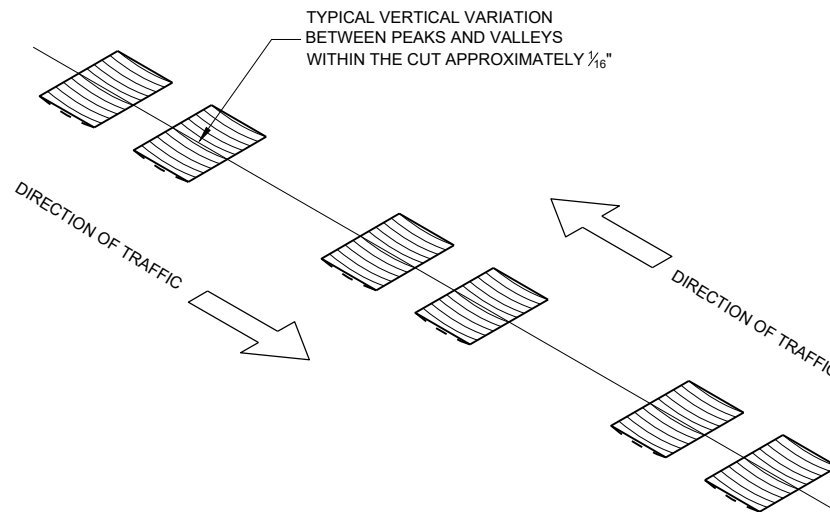 TYPICAL VERTICAL VARIATION
BETWEEN PEAKS AND VALLEYS
WITHIN THE CUT APPROXIMATELY 1⁄16"
DIRECTION OF TRAFFIC
DIRECTION OF TRAFFIC